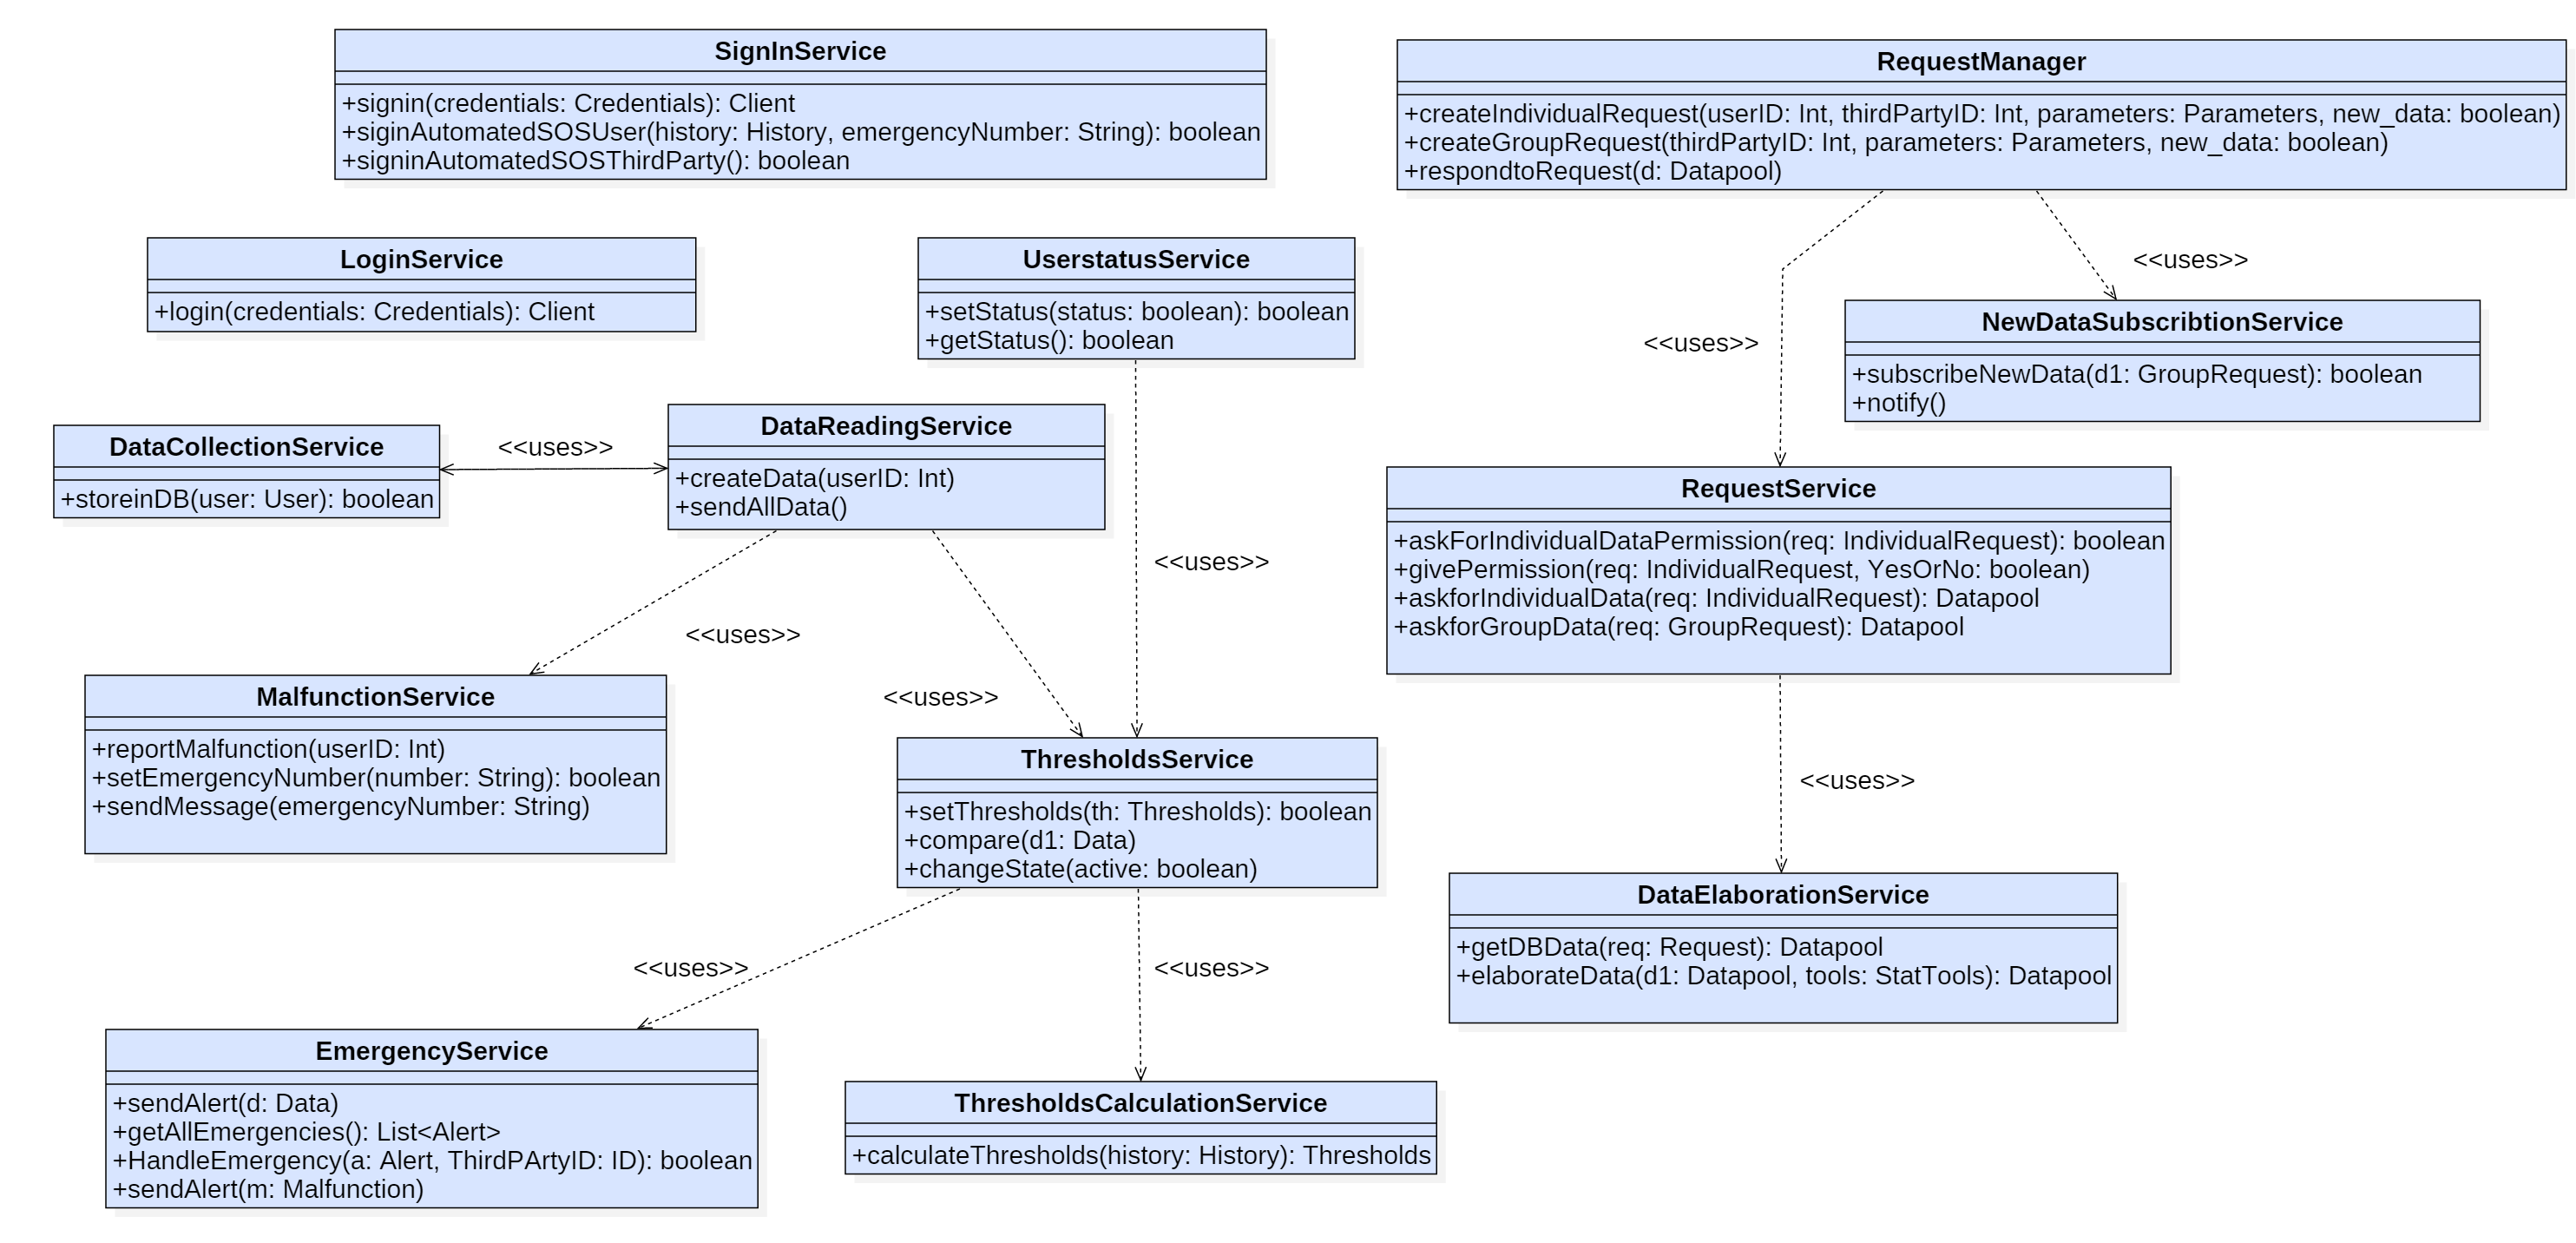 SignInService
+signin(credentials: Credentials): Client
+siginAutomatedSOSUser(history: History, emergencyNumber: String): boolean
+signinAutomatedSOSThirdParty(): boolean
RequestManager
+createIndividualRequest(userID: Int, thirdPartyID: Int, parameters: Parameters, new_data: boolean)
+createGroupRequest(thirdPartyID: Int, parameters: Parameters, new_data: boolean)
+respondtoRequest(d: Datapool)
LoginService
+login(credentials: Credentials): Client
UserstatusService
+setStatus(status: boolean): boolean
+getStatus(): boolean
<<uses>>
<<uses>>
NewDataSubscribtionService
+subscribeNewData(d1: GroupRequest): boolean
+notify()
DataCollectionService
+storeinDB(user: User): boolean
<<uses>>
DataReadingService
+createData(userID: Int)
+sendAllData()
<<uses>>
RequestService
+askForIndividualDataPermission(req: IndividualRequest): boolean
+givePermission(req: IndividualRequest, YesOrNo: boolean)
+askforIndividualData(req: IndividualRequest): Datapool
+askforGroupData(req: GroupRequest): Datapool
<<uses>>
<<uses>>
MalfunctionService
+reportMalfunction(userID: Int)
+setEmergencyNumber(number: String): boolean
+sendMessage(emergencyNumber: String)
ThresholdsService
+setThresholds(th: Thresholds): boolean
+compare(d1: Data)
+changeState(active: boolean)
<<uses>>
DataElaborationService
+getDBData(req: Request): Datapool
+elaborateData(d1: Datapool, tools: StatTools): Datapool
<<uses>>
<<uses>>
EmergencyService
+sendAlert(d: Data)
+getAllEmergencies(): List<Alert>
+HandleEmergency(a: Alert, ThirdPArtyID: ID): boolean
+sendAlert(m: Malfunction)
ThresholdsCalculationService
+calculateThresholds(history: History): Thresholds